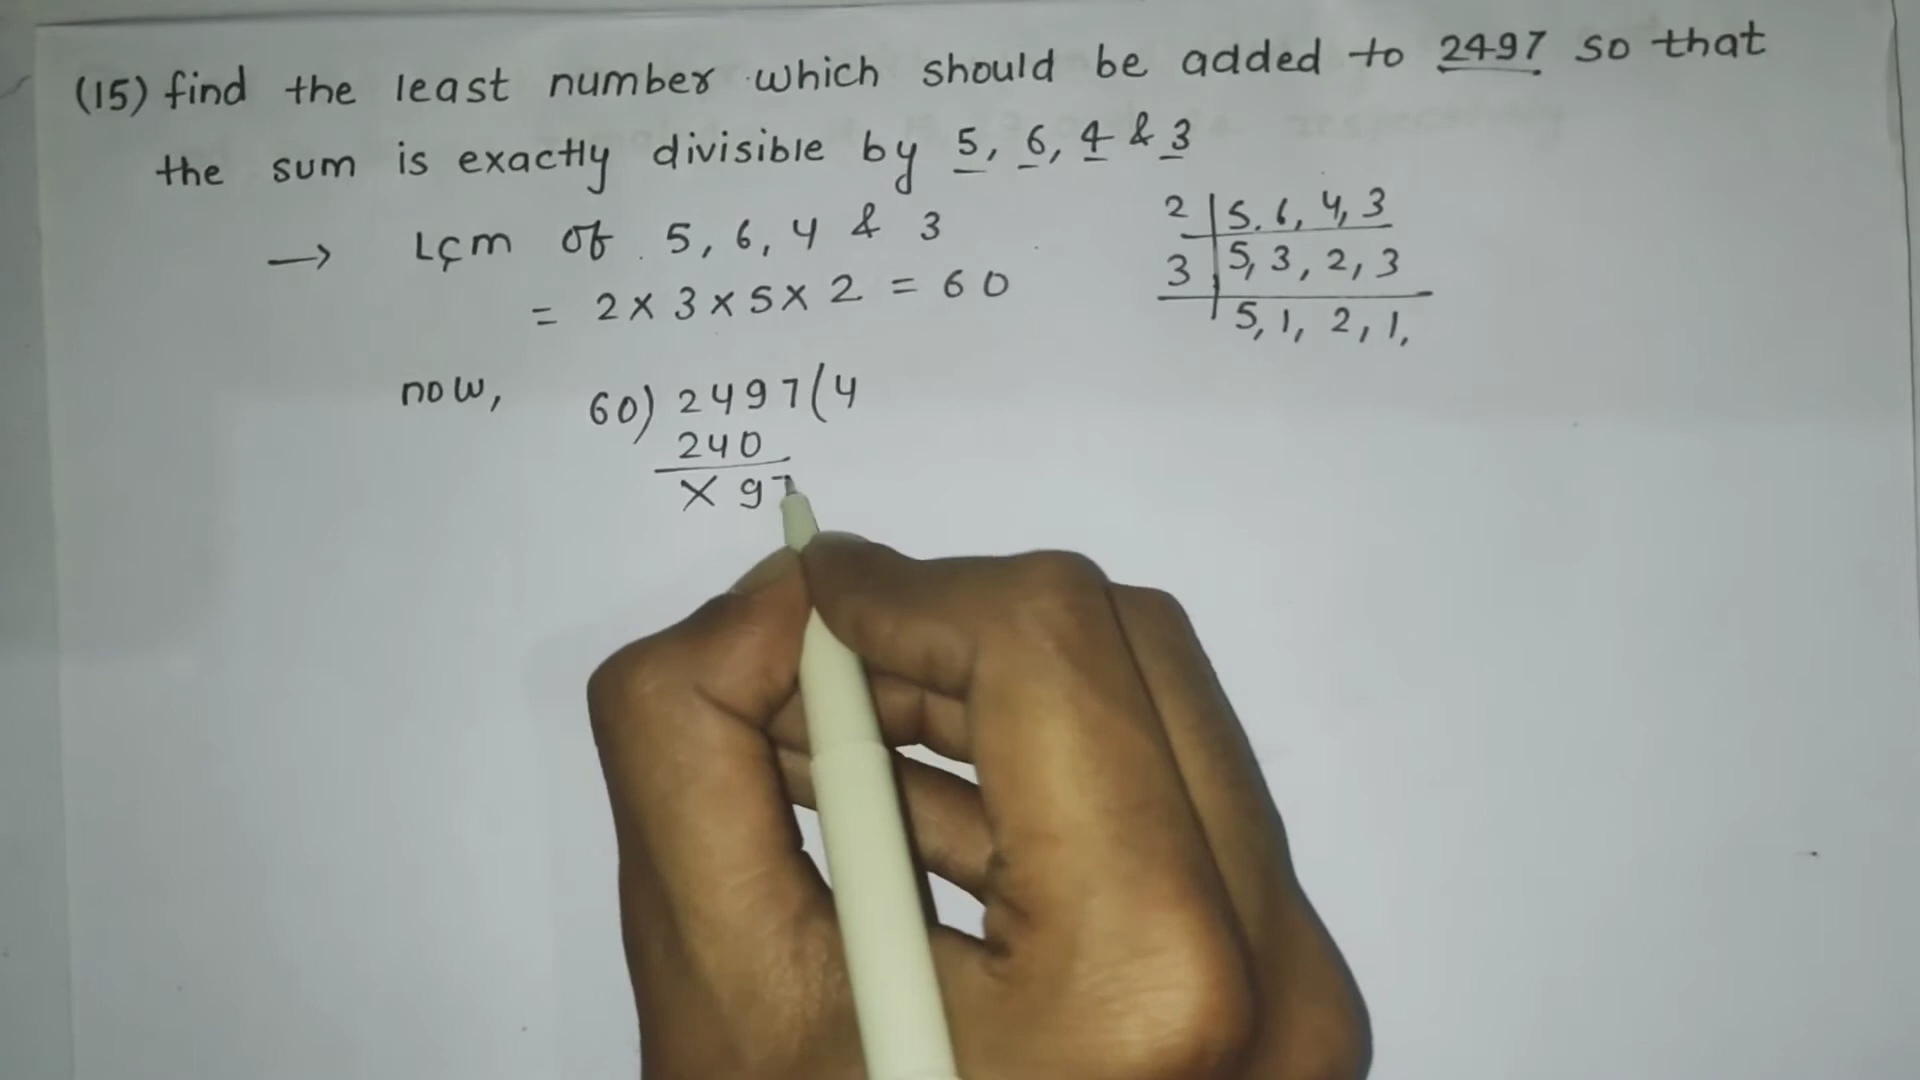 (15) find the least number which should be added to 2497 so that
the sum is exactly divisible by 5, 6, 4 & 3
→ LCM of 5, 6, 4 & 3
= 2 × 3 × 5 × 2 = 60
2 | 5, 6, 4, 3
3 | 5, 3, 2, 3
5, 1, 2, 1,
now, 60) 2497 (4
240
× 97